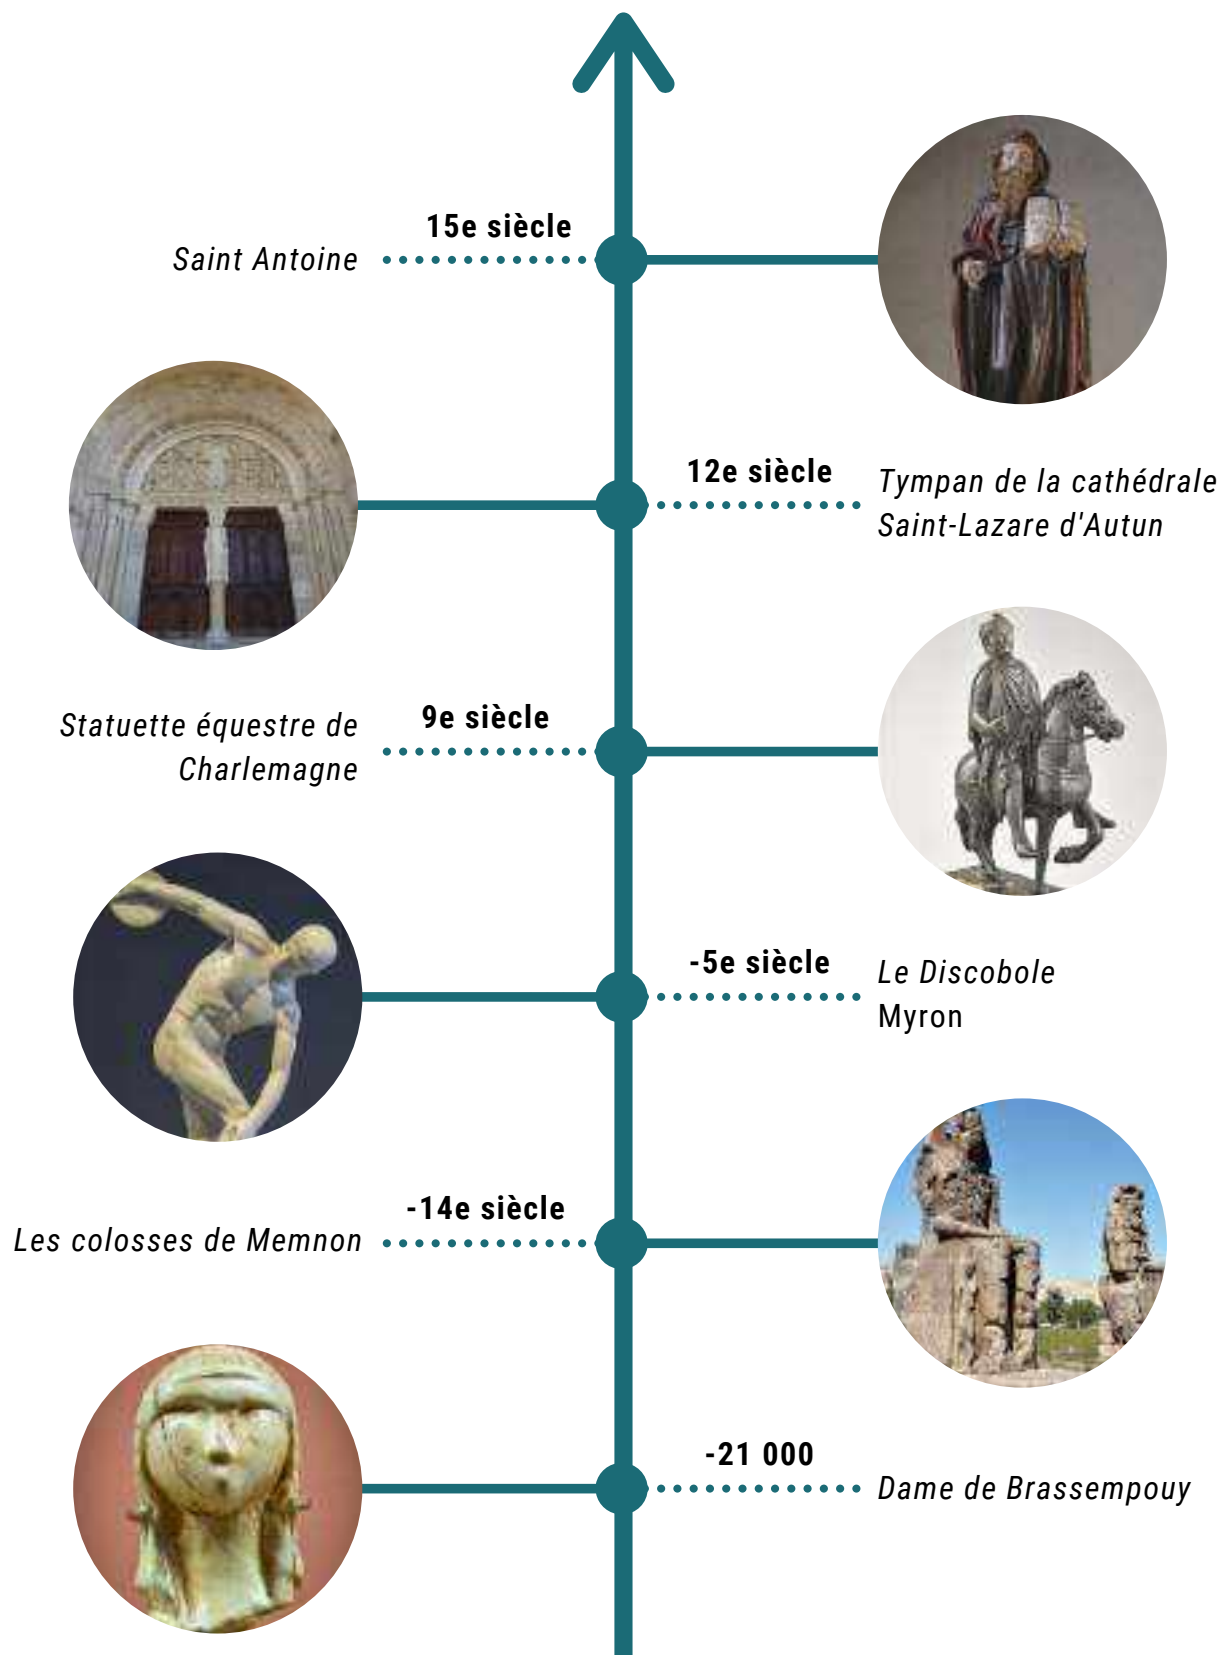 15e siècle
Saint Antoine
12e siècle
Tympan de la cathédrale
Saint-Lazare d'Autun
9e siècle
Statuette équestre de
Charlemagne
-5e siècle
Le Discobole
Myron
-14e siècle
Les colosses de Memnon
-21 000
Dame de Brassempouy